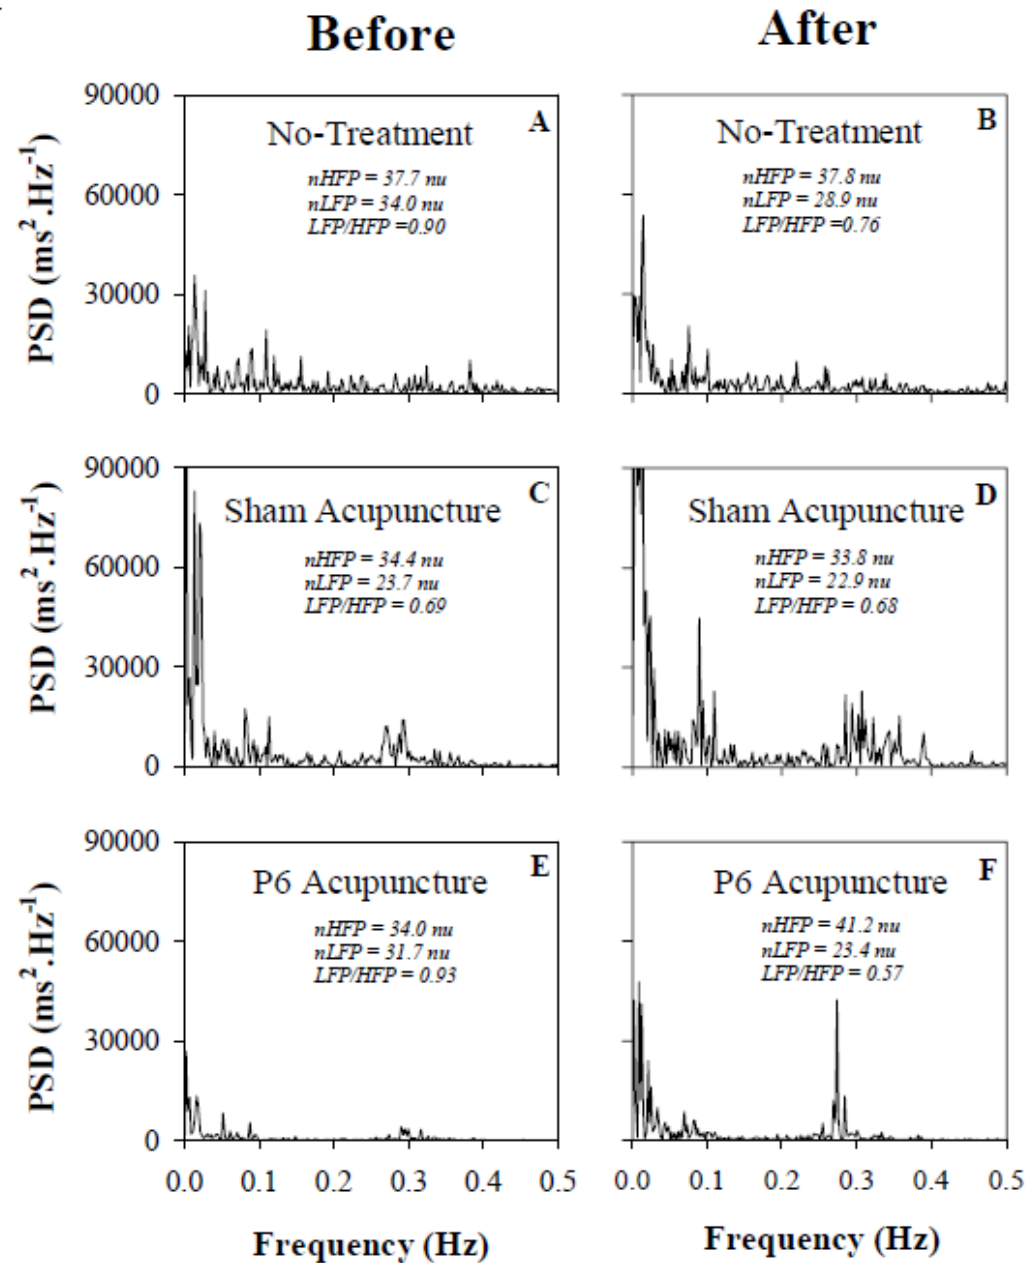 Before After
90000
60000
30000
0
PSD (ms².Hz⁻¹)
A
No-Treatment
nHFP = 37.7 nu
nLFP = 34.0 nu
LFP/HFP =0.90
B
No-Treatment
nHFP = 37.8 nu
nLFP = 28.9 nu
LFP/HFP =0.76
90000
60000
30000
0
PSD (ms².Hz⁻¹)
C
Sham Acupuncture
nHFP = 34.4 nu
nLFP = 23.7 nu
LFP/HFP = 0.69
D
Sham Acupuncture
nHFP = 33.8 nu
nLFP = 22.9 nu
LFP/HFP = 0.68
90000
60000
30000
0
PSD (ms².Hz⁻¹)
E
P6 Acupuncture
nHFP = 34.0 nu
nLFP = 31.7 nu
LFP/HFP = 0.93
F
P6 Acupuncture
nHFP = 41.2 nu
nLFP = 23.4 nu
LFP/HFP = 0.57
0.0 0.1 0.2 0.3 0.4 0.5
0.0 0.1 0.2 0.3 0.4 0.5
Frequency (Hz)
Frequency (Hz)